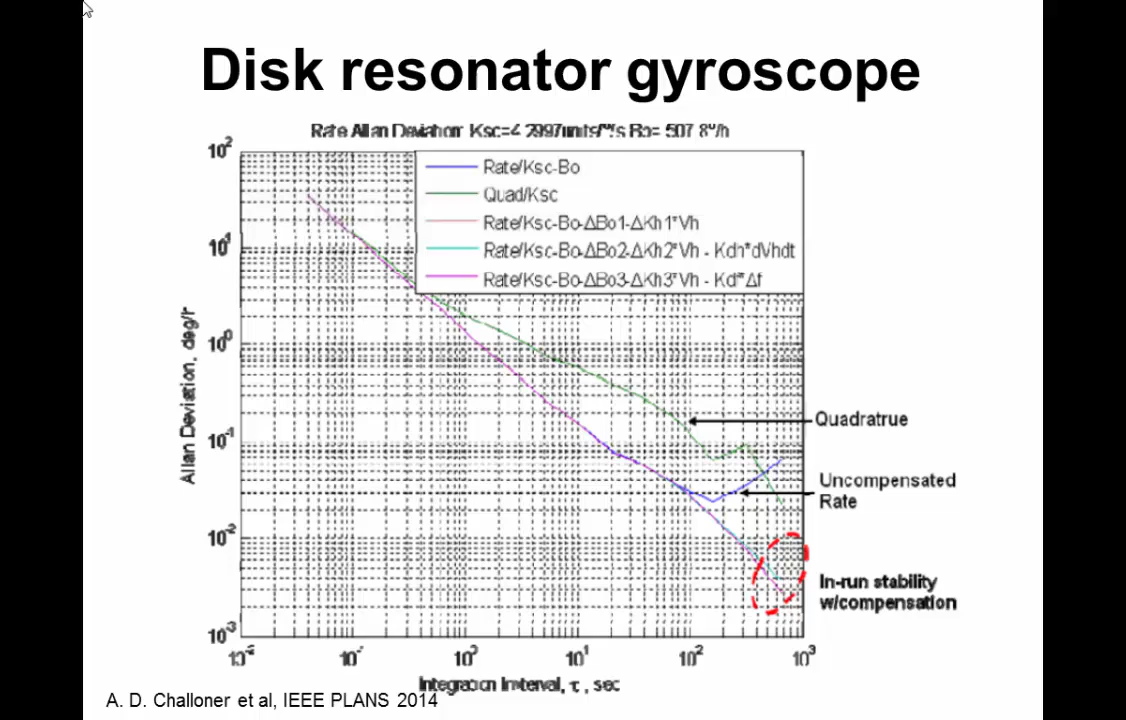 Disk resonator gyroscope
Rate Allan Deviation: Ksc=4.2997units/°/s Bo= 507.8°/h
10²
10¹
10⁰
10⁻¹
10⁻²
10⁻³
Allan Deviation, deg/hr
Rate/Ksc-Bo
Quad/Ksc
Rate/Ksc-Bo-ΔBo1-ΔKh1*Vh
Rate/Ksc-Bo-ΔBo2-ΔKh2*Vh - Kdh*dVhdt
Rate/Ksc-Bo-ΔBo3-ΔKh3*Vh - Kdf*Δf
Quadratrue
Uncompensated
Rate
In-run stability
w/compensation
10⁻² 10⁻¹ 10⁰ 10¹ 10² 10³
Integration Interval, τ, sec
A. D. Challoner et al, IEEE PLANS 2014